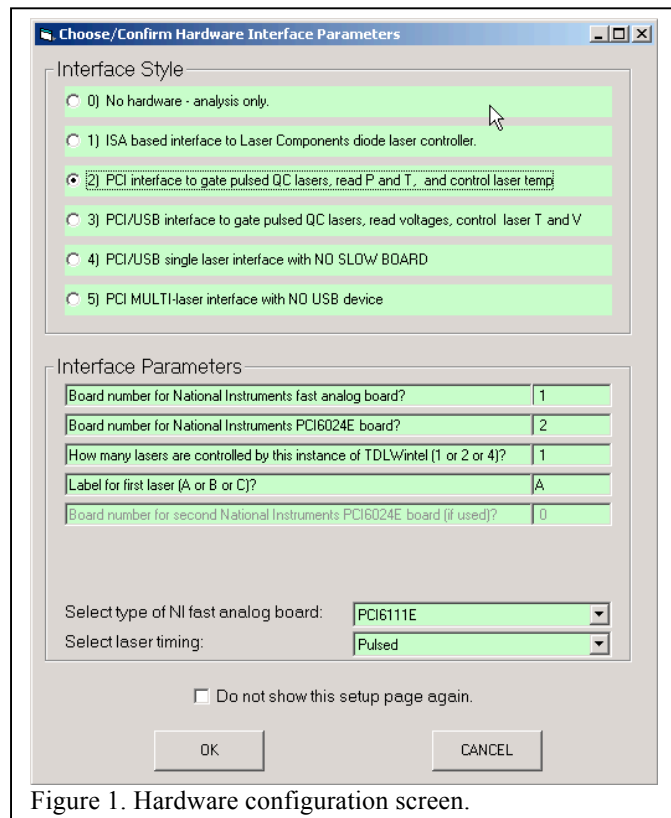 Choose/Confirm Hardware Interface Parameters
Interface Style
0) No hardware - analysis only.
1) ISA based interface to Laser Components diode laser controller.
2) PCI interface to gate pulsed QC lasers, read P and T, and control laser temp
3) PCI/USB interface to gate pulsed QC lasers, read voltages, control laser T and V
4) PCI/USB single laser interface with NO SLOW BOARD
5) PCI MULTI-laser interface with NO USB device
Interface Parameters
Board number for National Instruments fast analog board? 1
Board number for National Instruments PCI6024E board? 2
How many lasers are controlled by this instance of TDLWintel (1 or 2 or 4)? 1
Label for first laser (A or B or C)? A
Board number for second National Instruments PCI6024E board (if used)? 0
Select type of NI fast analog board: PCI6111E
Select laser timing: Pulsed
Do not show this setup page again.
OK CANCEL
Figure 1. Hardware configuration screen.